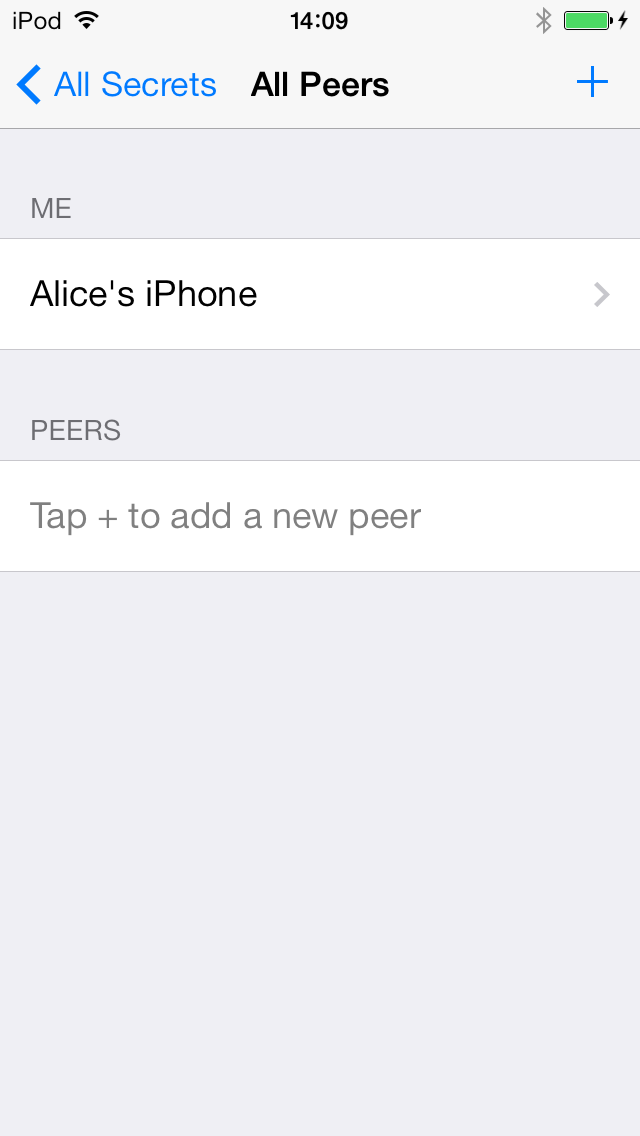 iPod 14:09
All Secrets All Peers +
ME
Alice's iPhone
PEERS
Tap + to add a new peer